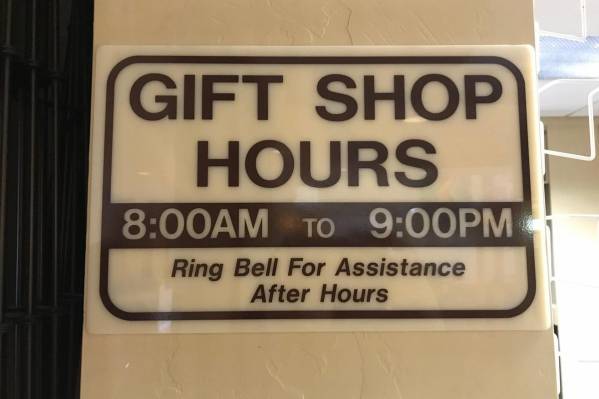 GIFT SHOP
HOURS
8:00AM TO 9:00PM
Ring Bell For Assistance
After Hours